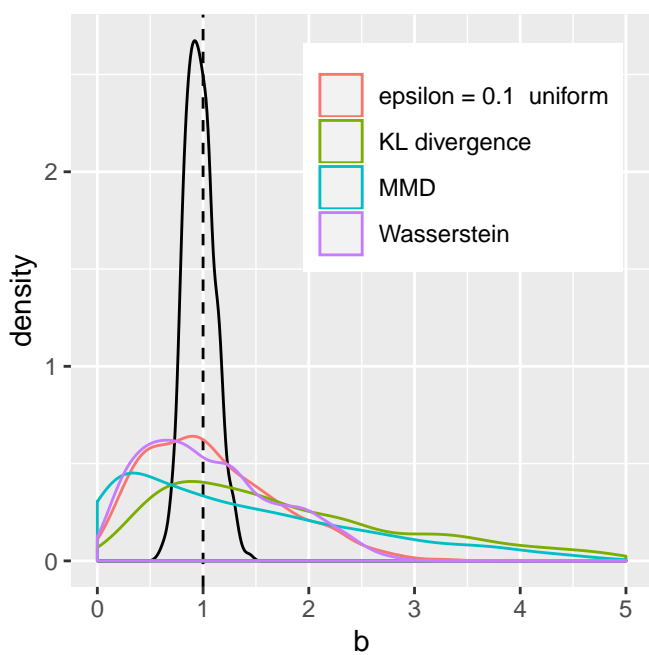 epsilon = 0.1  uniform
KL divergence
MMD
Wasserstein
density
2
1
0
0 1 2 3 4 5
b